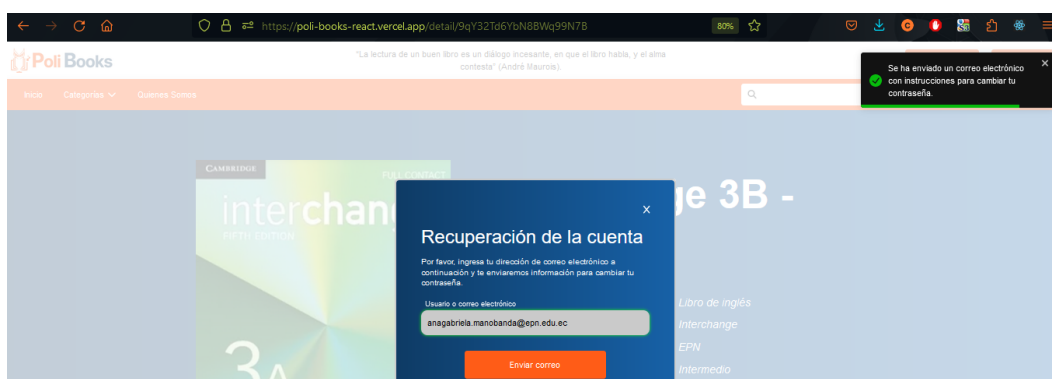 https://poli-books-react.vercel.app/detail/9qY32Td6YbN8BWq99N7B
80%
Poli Books
"La lectura de un buen libro es un diálogo incesante, en que el libro habla, y el alma
contesta" (André Maurois).
Se ha enviado un correo electrónico
con instrucciones para cambiar tu
contraseña.
Inicio Categorías Quienes Somos
CAMBRIDGE
FULL CONTACT
interchan
FIFTH EDITION
ge 3B -
x
Recuperación de la cuenta
Por favor, ingresa tu dirección de correo electrónico a
continuación y te enviaremos información para cambiar tu
contraseña.
Usuario o correo electrónico
anagabriela.manobanda@epn.edu.ec
Enviar correo
3A
Libro de inglés
Interchange
EPN
Intermedio